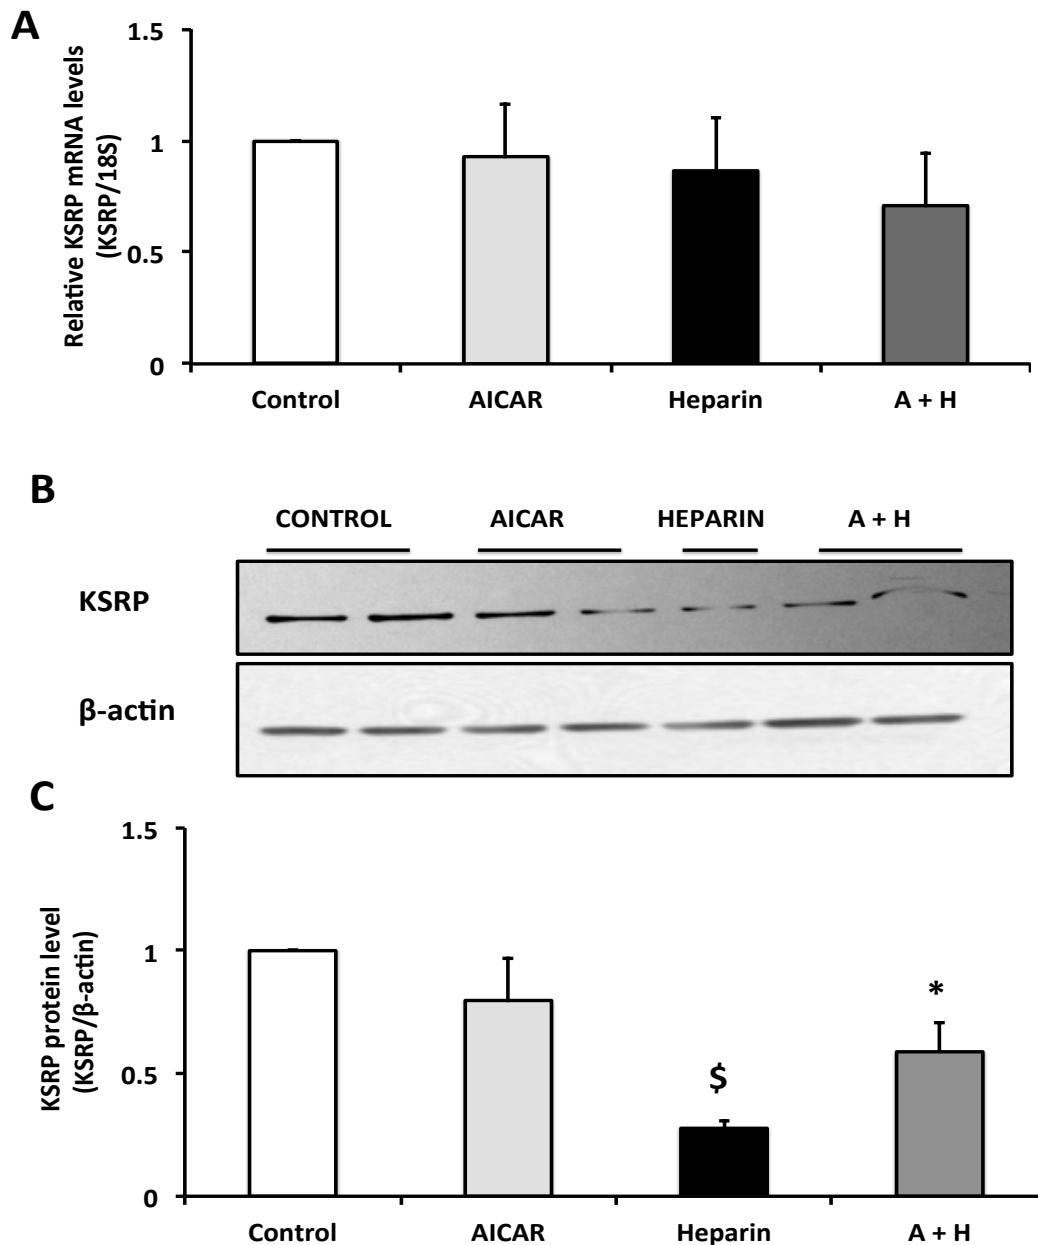 A
Relative KSRP mRNA levels
(KSRP/18S)
1.5
1
0.5
0
Control AICAR Heparin A + H
B
CONTROL AICAR HEPARIN A + H
KSRP
β-actin
C
KSRP protein level
(KSRP/β-actin)
1.5
1
0.5
0
$
*
Control AICAR Heparin A + H